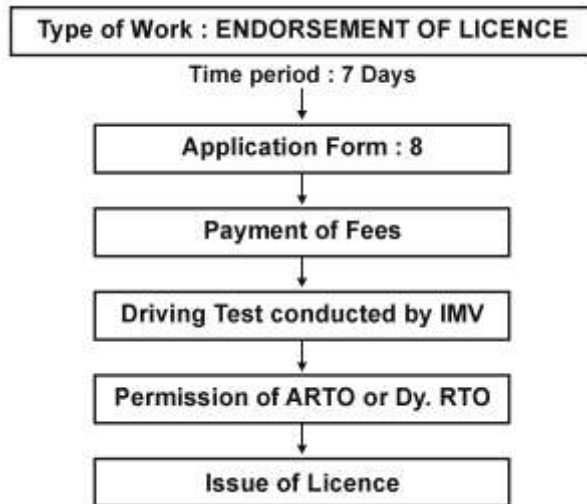 Type of Work : ENDORSEMENT OF LICENCE
Time period : 7 Days
Application Form : 8
Payment of Fees
Driving Test conducted by IMV
Permission of ARTO or Dy. RTO
Issue of Licence